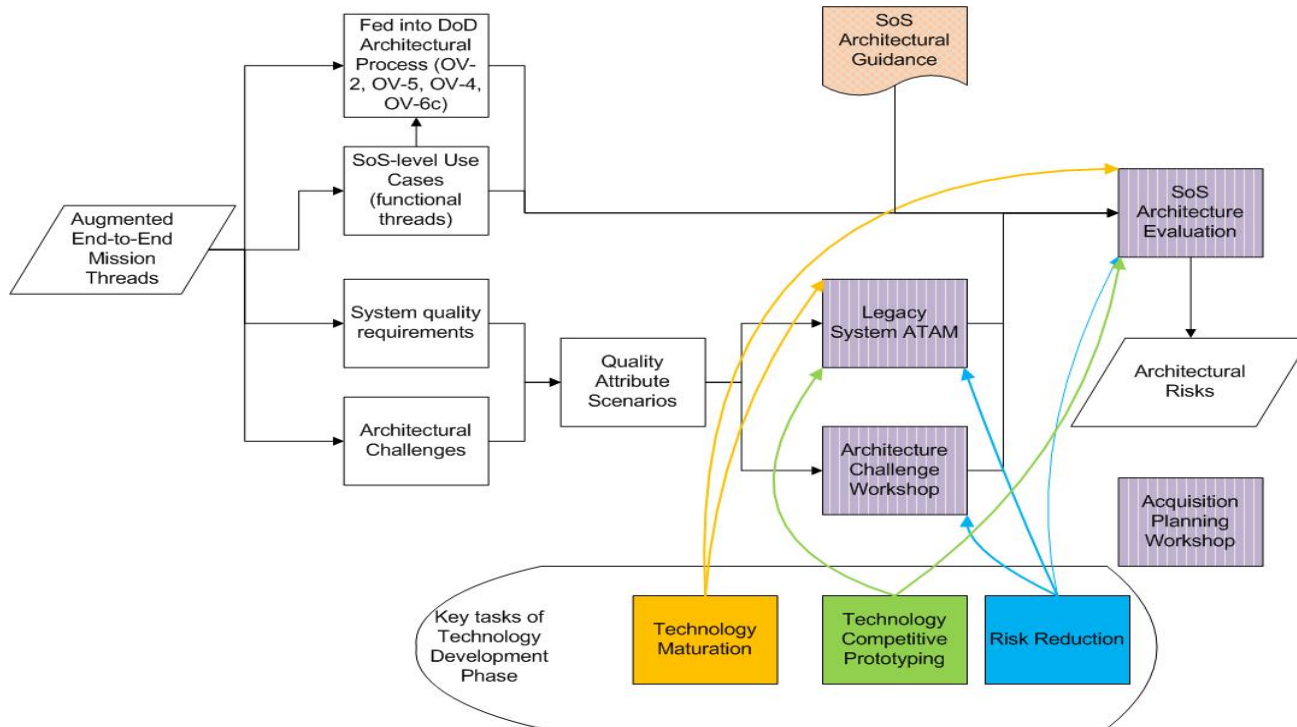 Fed into DoD
Architectural
Process (OV-
2, OV-5, OV-4,
OV-6c)
SoS
Architectural
Guidance
SoS-level Use
Cases
(functional
threads)
Augmented
End-to-End
Mission
Threads
SoS
Architecture
Evaluation
System quality
requirements
Legacy
System ATAM
Quality
Attribute
Scenarios
Architectural
Risks
Architectural
Challenges
Architecture
Challenge
Workshop
Acquisition
Planning
Workshop
Key tasks of
Technology
Development
Phase
Technology
Maturation
Technology
Competitive
Prototyping
Risk Reduction